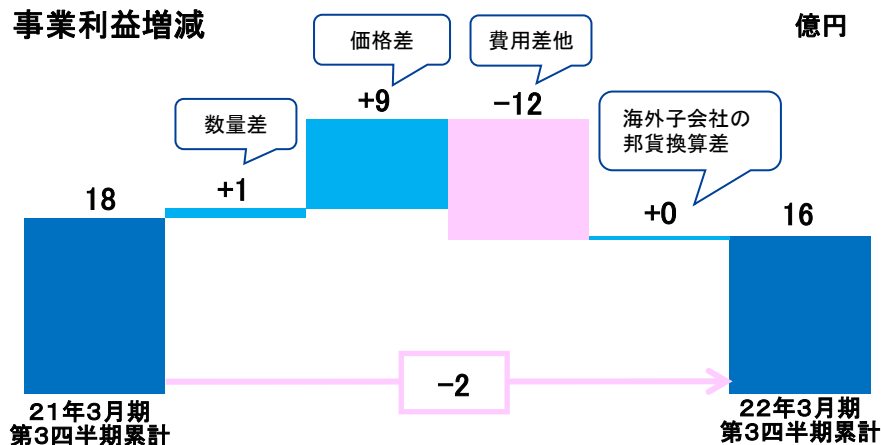 事業利益増減
億円
価格差
費用差他
+9
−12
数量差
海外子会社の
邦貨換算差
18
+1
+0
16
−2
21年3月期
第3四半期累計
22年3月期
第3四半期累計